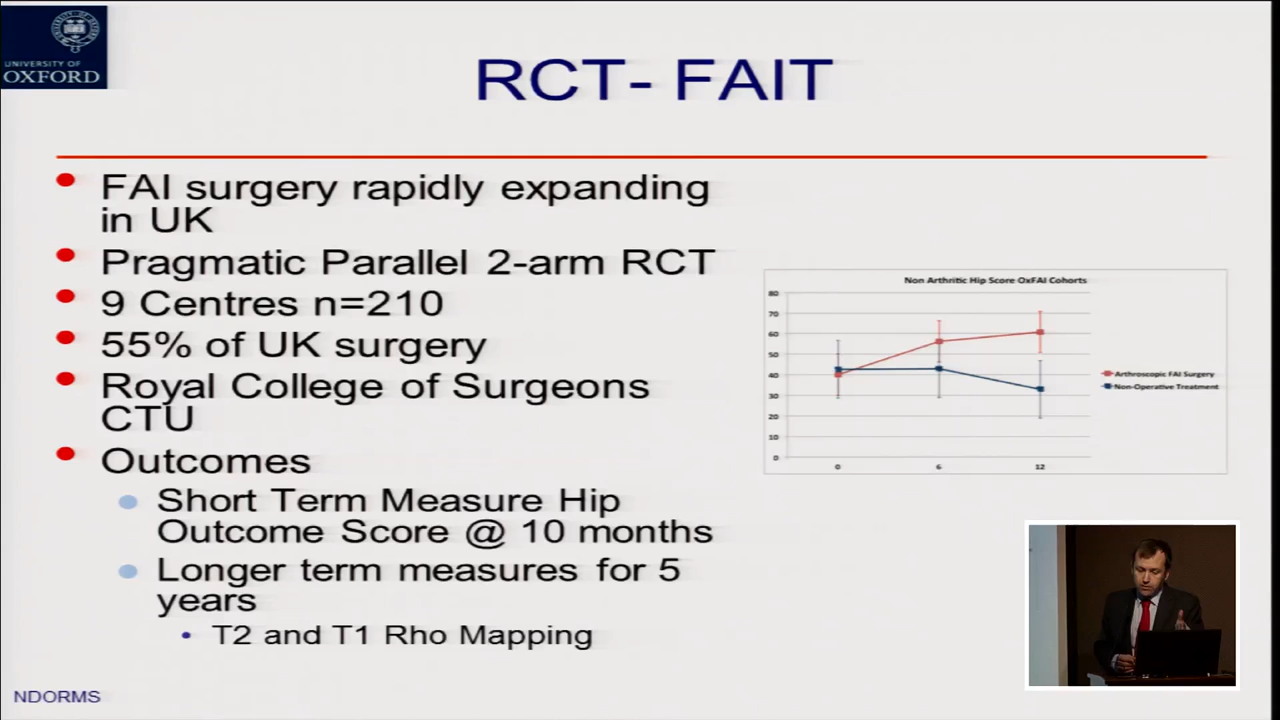 UNIVERSITY OF
OXFORD
RCT- FAIT
FAI surgery rapidly expanding
in UK
Pragmatic Parallel 2-arm RCT
9 Centres n=210
55% of UK surgery
Royal College of Surgeons
CTU
Outcomes
Short Term Measure Hip
Outcome Score @ 10 months
Longer term measures for 5
years
T2 and T1 Rho Mapping
Non Arthritic Hip Score OxFAI Cohorts
80
70
60
50
40
30
20
10
0
0 6 12
Arthroscopic FAI Surgery
Non-Operative Treatment
NDORMS